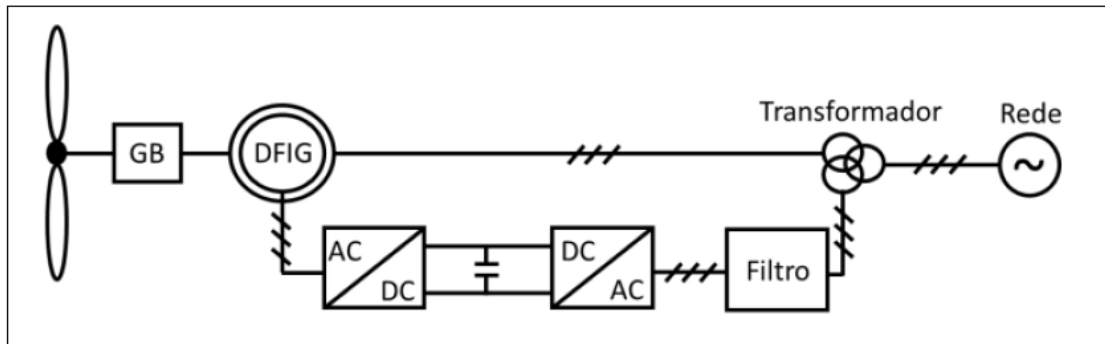 Transformador
Rede
GB
DFIG
~
AC
DC
DC
AC
Filtro